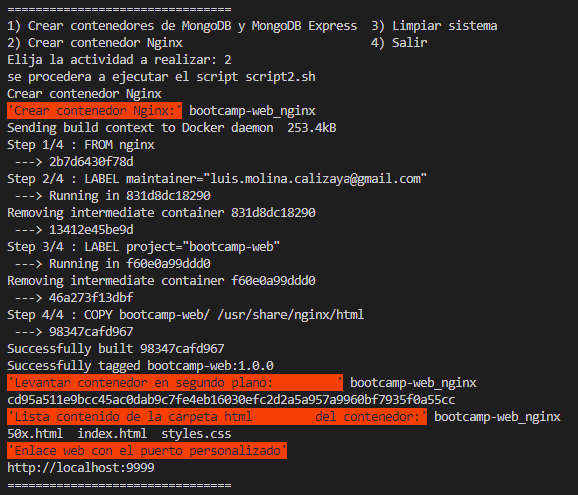 ================================
1) Crear contenedores de MongoDB y MongoDB Express  3) Limpiar sistema
2) Crear contenedor Nginx                           4) Salir
Elija la actividad a realizar: 2
se procedera a ejecutar el script script2.sh
Crear contenedor Nginx
'Crear contenedor Nginx:' bootcamp-web_nginx
Sending build context to Docker daemon  253.4kB
Step 1/4 : FROM nginx
 ---> 2b7d6430f78d
Step 2/4 : LABEL maintainer="luis.molina.calizaya@gmail.com"
 ---> Running in 831d8dc18290
Removing intermediate container 831d8dc18290
 ---> 13412e45be9d
Step 3/4 : LABEL project="bootcamp-web"
 ---> Running in f60e0a99ddd0
Removing intermediate container f60e0a99ddd0
 ---> 46a273f13dbf
Step 4/4 : COPY bootcamp-web/ /usr/share/nginx/html
 ---> 98347cafd967
Successfully built 98347cafd967
Successfully tagged bootcamp-web:1.0.0
'Levantar contenedor en segundo plano:         ' bootcamp-web_nginx
cd95a511e9bcc45ac0dab9c7fe4eb16030efc2d2a5a957a9960bf7935f0a55cc
'Lista contenido de la carpeta html         del contenedor:' bootcamp-web_nginx
50x.html  index.html  styles.css
'Enlace web con el puerto personalizado'
http://localhost:9999
================================